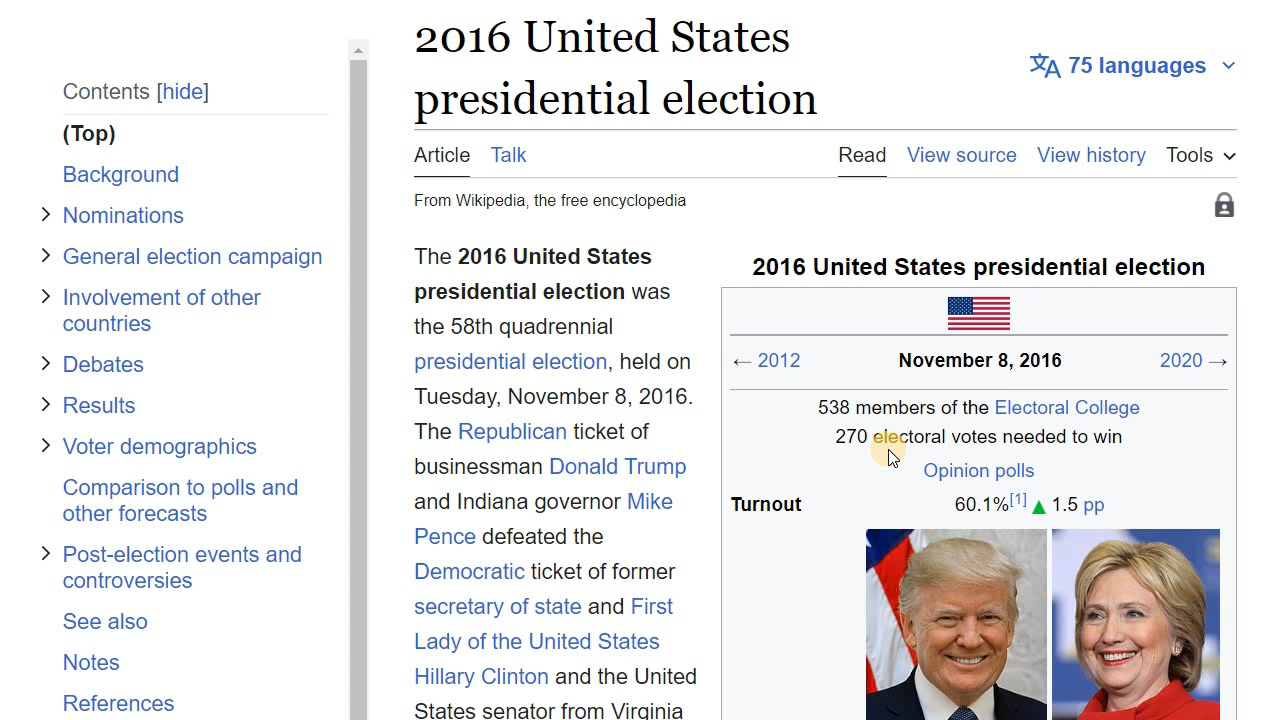 2016 United States
presidential election
75 languages
Contents [hide]
(Top)
Background
Nominations
General election campaign
Involvement of other
countries
Debates
Results
Voter demographics
Comparison to polls and
other forecasts
Post-election events and
controversies
See also
Notes
References
Article Talk Read View source View history Tools
From Wikipedia, the free encyclopedia
The 2016 United States
presidential election was
the 58th quadrennial
presidential election, held on
Tuesday, November 8, 2016.
The Republican ticket of
businessman Donald Trump
and Indiana governor Mike
Pence defeated the
Democratic ticket of former
secretary of state and First
Lady of the United States
Hillary Clinton and the United
States senator from Virginia
2016 United States presidential election
← 2012 November 8, 2016 2020 →
538 members of the Electoral College
270 electoral votes needed to win
Opinion polls
Turnout 60.1%[1] ▲ 1.5 pp